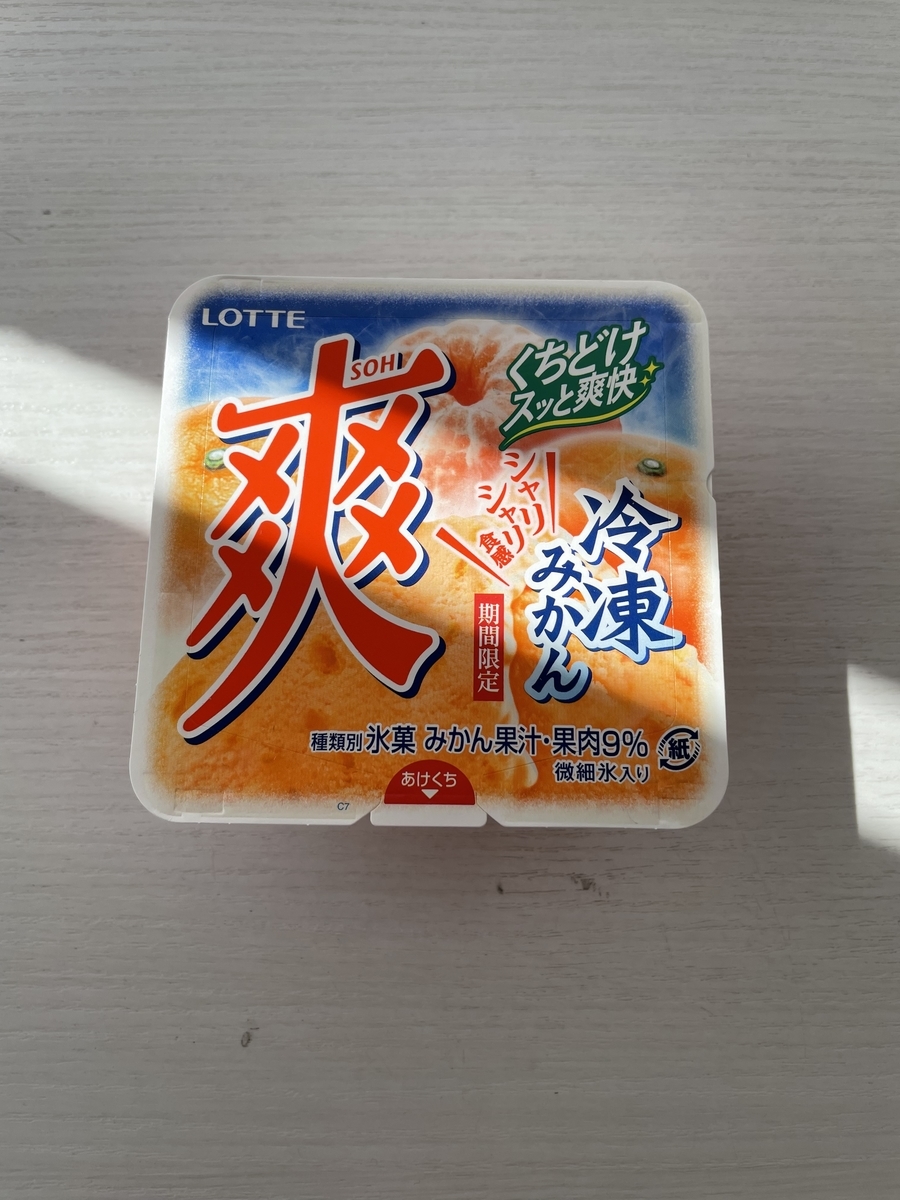 LOTTE
SOH
爽
くちどけ
スッと爽快
シャリ
シャリ
食感
冷凍
みかん
期間限定
種類別 氷菓 みかん果汁・果肉9%
微細氷入り
紙
あけくち
C7